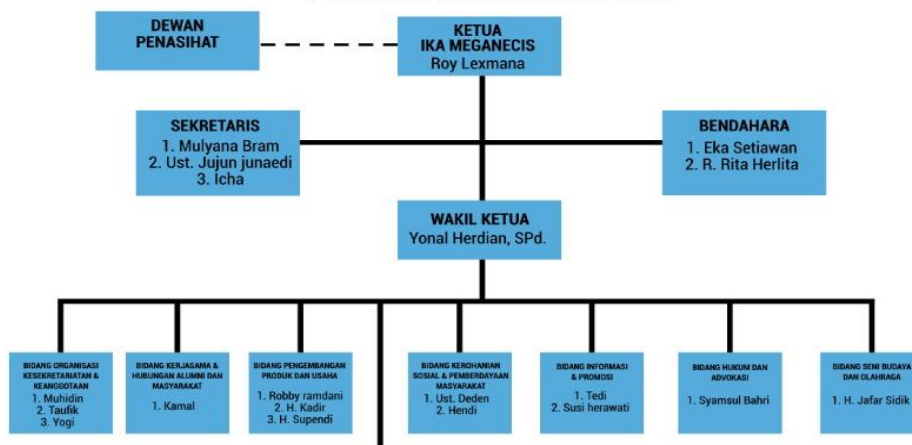 DEWAN
PENASIHAT
KETUA
IKA MEGANECIS
Roy Lexmana
SEKRETARIS
1. Mulyana Bram
2. Ust. Jujun junaedi
3. Icha
BENDAHARA
1. Eka Setiawan
2. R. Rita Herlita
WAKIL KETUA
Yonal Herdian, SPd.
BIDANG ORGANISASI
KESEKRETARIATAN &
KEANGGOTAAN
1. Muhidin
2. Taufik
3. Yogi
BIDANG KERJASAMA &
HUBUNGAN ALUMNI DAN
MASYARAKAT
1. Kamal
BIDANG PENGEMBANGAN
PRODUK DAN USAHA
1. Robby ramdani
2. H. Kadir
3. H. Supendi
BIDANG KEROHANIAN
SOSIAL & PEMBERDAYAAN
MASYARAKAT
1. Ust. Deden
2. Hendi
BIDANG INFORMASI
& PROMOSI
1. Tedi
2. Susi herawati
BIDANG HUKUM DAN
ADVOKASI
1. Syamsul Bahri
BIDANG SENI BUDAYA
DAN OLAHRAGA
1. H. Jafar Sidik